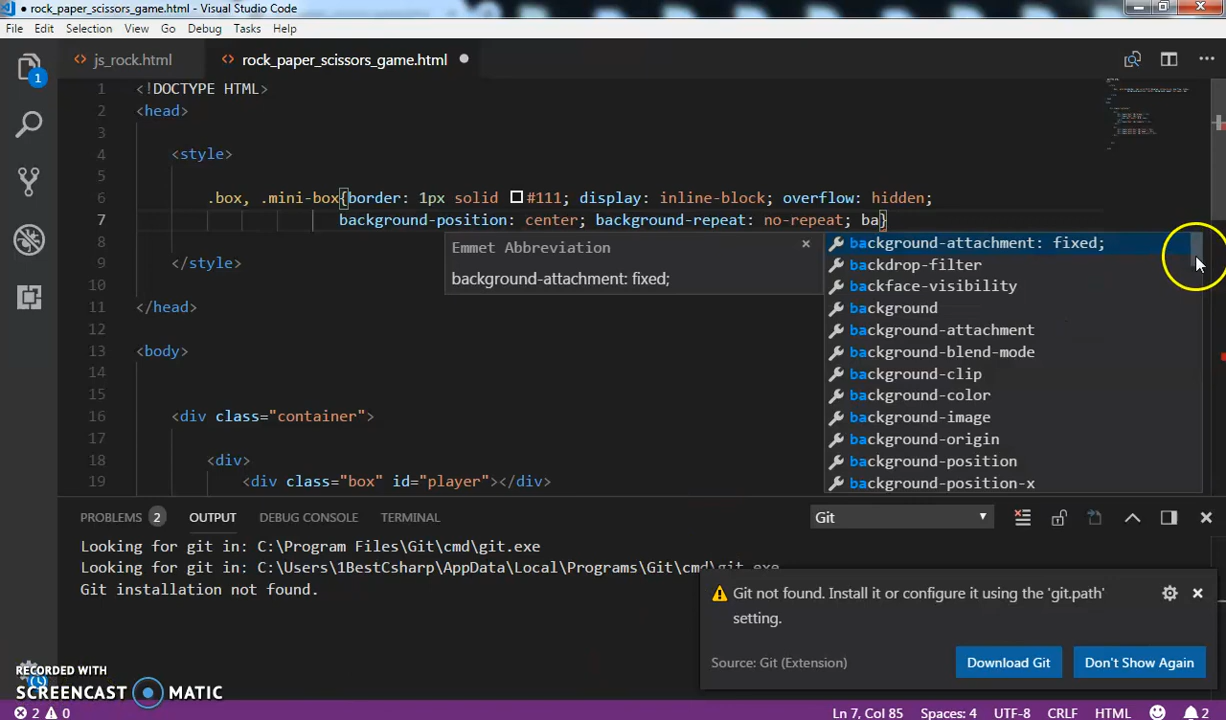 ● rock_paper_scissors_game.html - Visual Studio Code
File Edit Selection View Go Debug Tasks Help
js_rock.html rock_paper_scissors_game.html
1
1 <!DOCTYPE HTML>
2 <head>
3
4 <style>
5
6 .box, .mini-box{border: 1px solid #111; display: inline-block; overflow: hidden;
7 background-position: center; background-repeat: no-repeat; ba}
8
9 </style>
10
11 </head>
12
13 <body>
14
15
16 <div class="container">
17
18 <div>
19 <div class="box" id="player"></div>
Emmet Abbreviation
background-attachment: fixed;
background-attachment: fixed;
backdrop-filter
backface-visibility
background
background-attachment
background-blend-mode
background-clip
background-color
background-image
background-origin
background-position
background-position-x
PROBLEMS 2 OUTPUT DEBUG CONSOLE TERMINAL Git
Looking for git in: C:\Program Files\Git\cmd\git.exe
Looking for git in: C:\Users\1BestCsharp\AppData\Local\Programs\Git\cmd\git.exe
Git installation not found.
Git not found. Install it or configure it using the 'git.path'
setting.
Source: Git (Extension) Download Git Don't Show Again
RECORDED WITH
SCREENCAST MATIC
2 0 Ln 7, Col 85 Spaces: 4 UTF-8 CRLF HTML 2